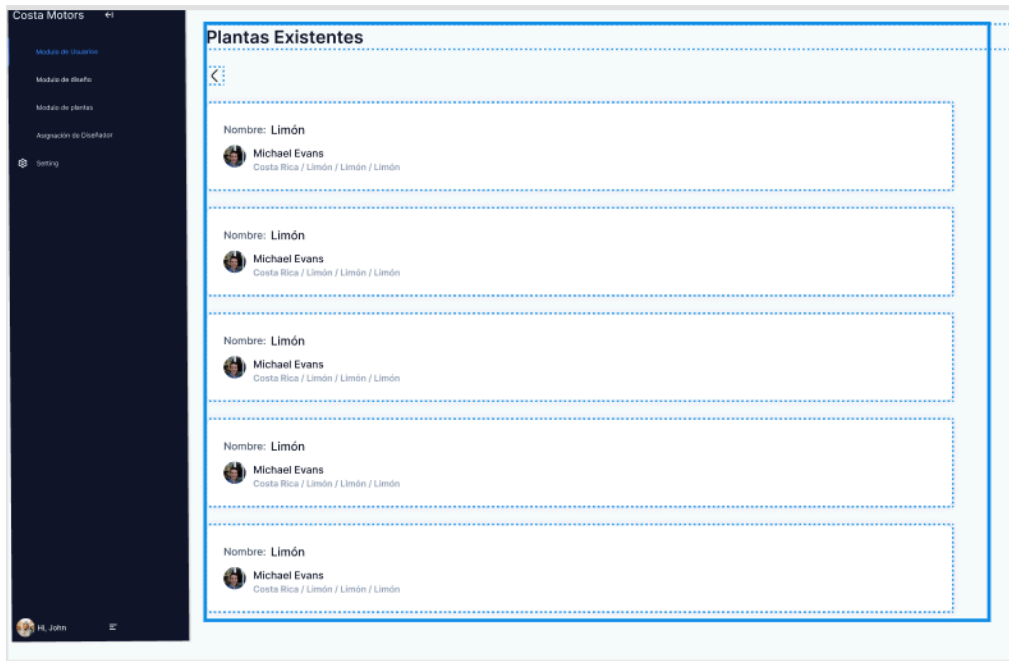 Costa Motors
Modulo de Usuarios
Modulo de diseño
Modulo de plantas
Asignación de Diseñador
Setting
Hi, John
Plantas Existentes
Nombre: Limón
Michael Evans
Costa Rica / Limón / Limón / Limón
Nombre: Limón
Michael Evans
Costa Rica / Limón / Limón / Limón
Nombre: Limón
Michael Evans
Costa Rica / Limón / Limón / Limón
Nombre: Limón
Michael Evans
Costa Rica / Limón / Limón / Limón
Nombre: Limón
Michael Evans
Costa Rica / Limón / Limón / Limón